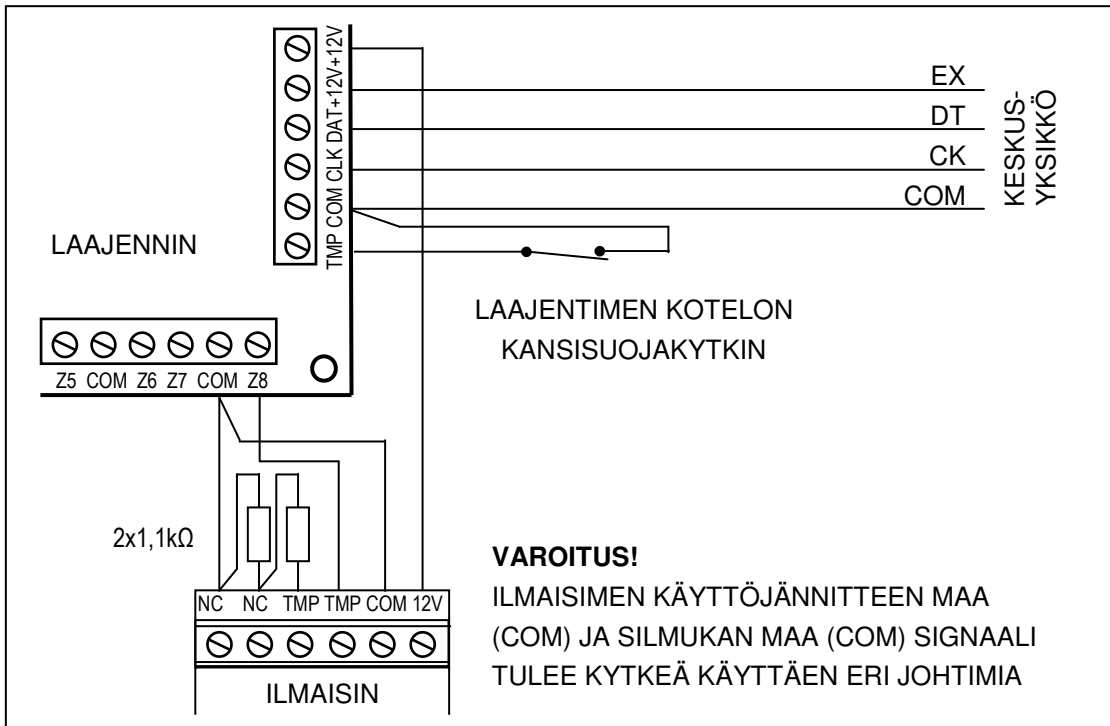 TMP COM CLK DAT+12V+12V
EX
DT
CK
COM
KESKUS-
YKSIKKÖ
LAAJENNIN
LAAJENTIMEN KOTELON
KANSISUOJAKYTKIN
Z5 COM Z6 Z7 COM Z8
2x1,1kΩ
NC NC TMP TMP COM 12V
ILMAISIN
VAROITUS!
ILMAISIMEN KÄYTTÖJÄNNITTEEN MAA
(COM) JA SILMUKAN MAA (COM) SIGNAALI
TULEE KYTKEÄ KÄYTTÄEN ERI JOHTIMIA